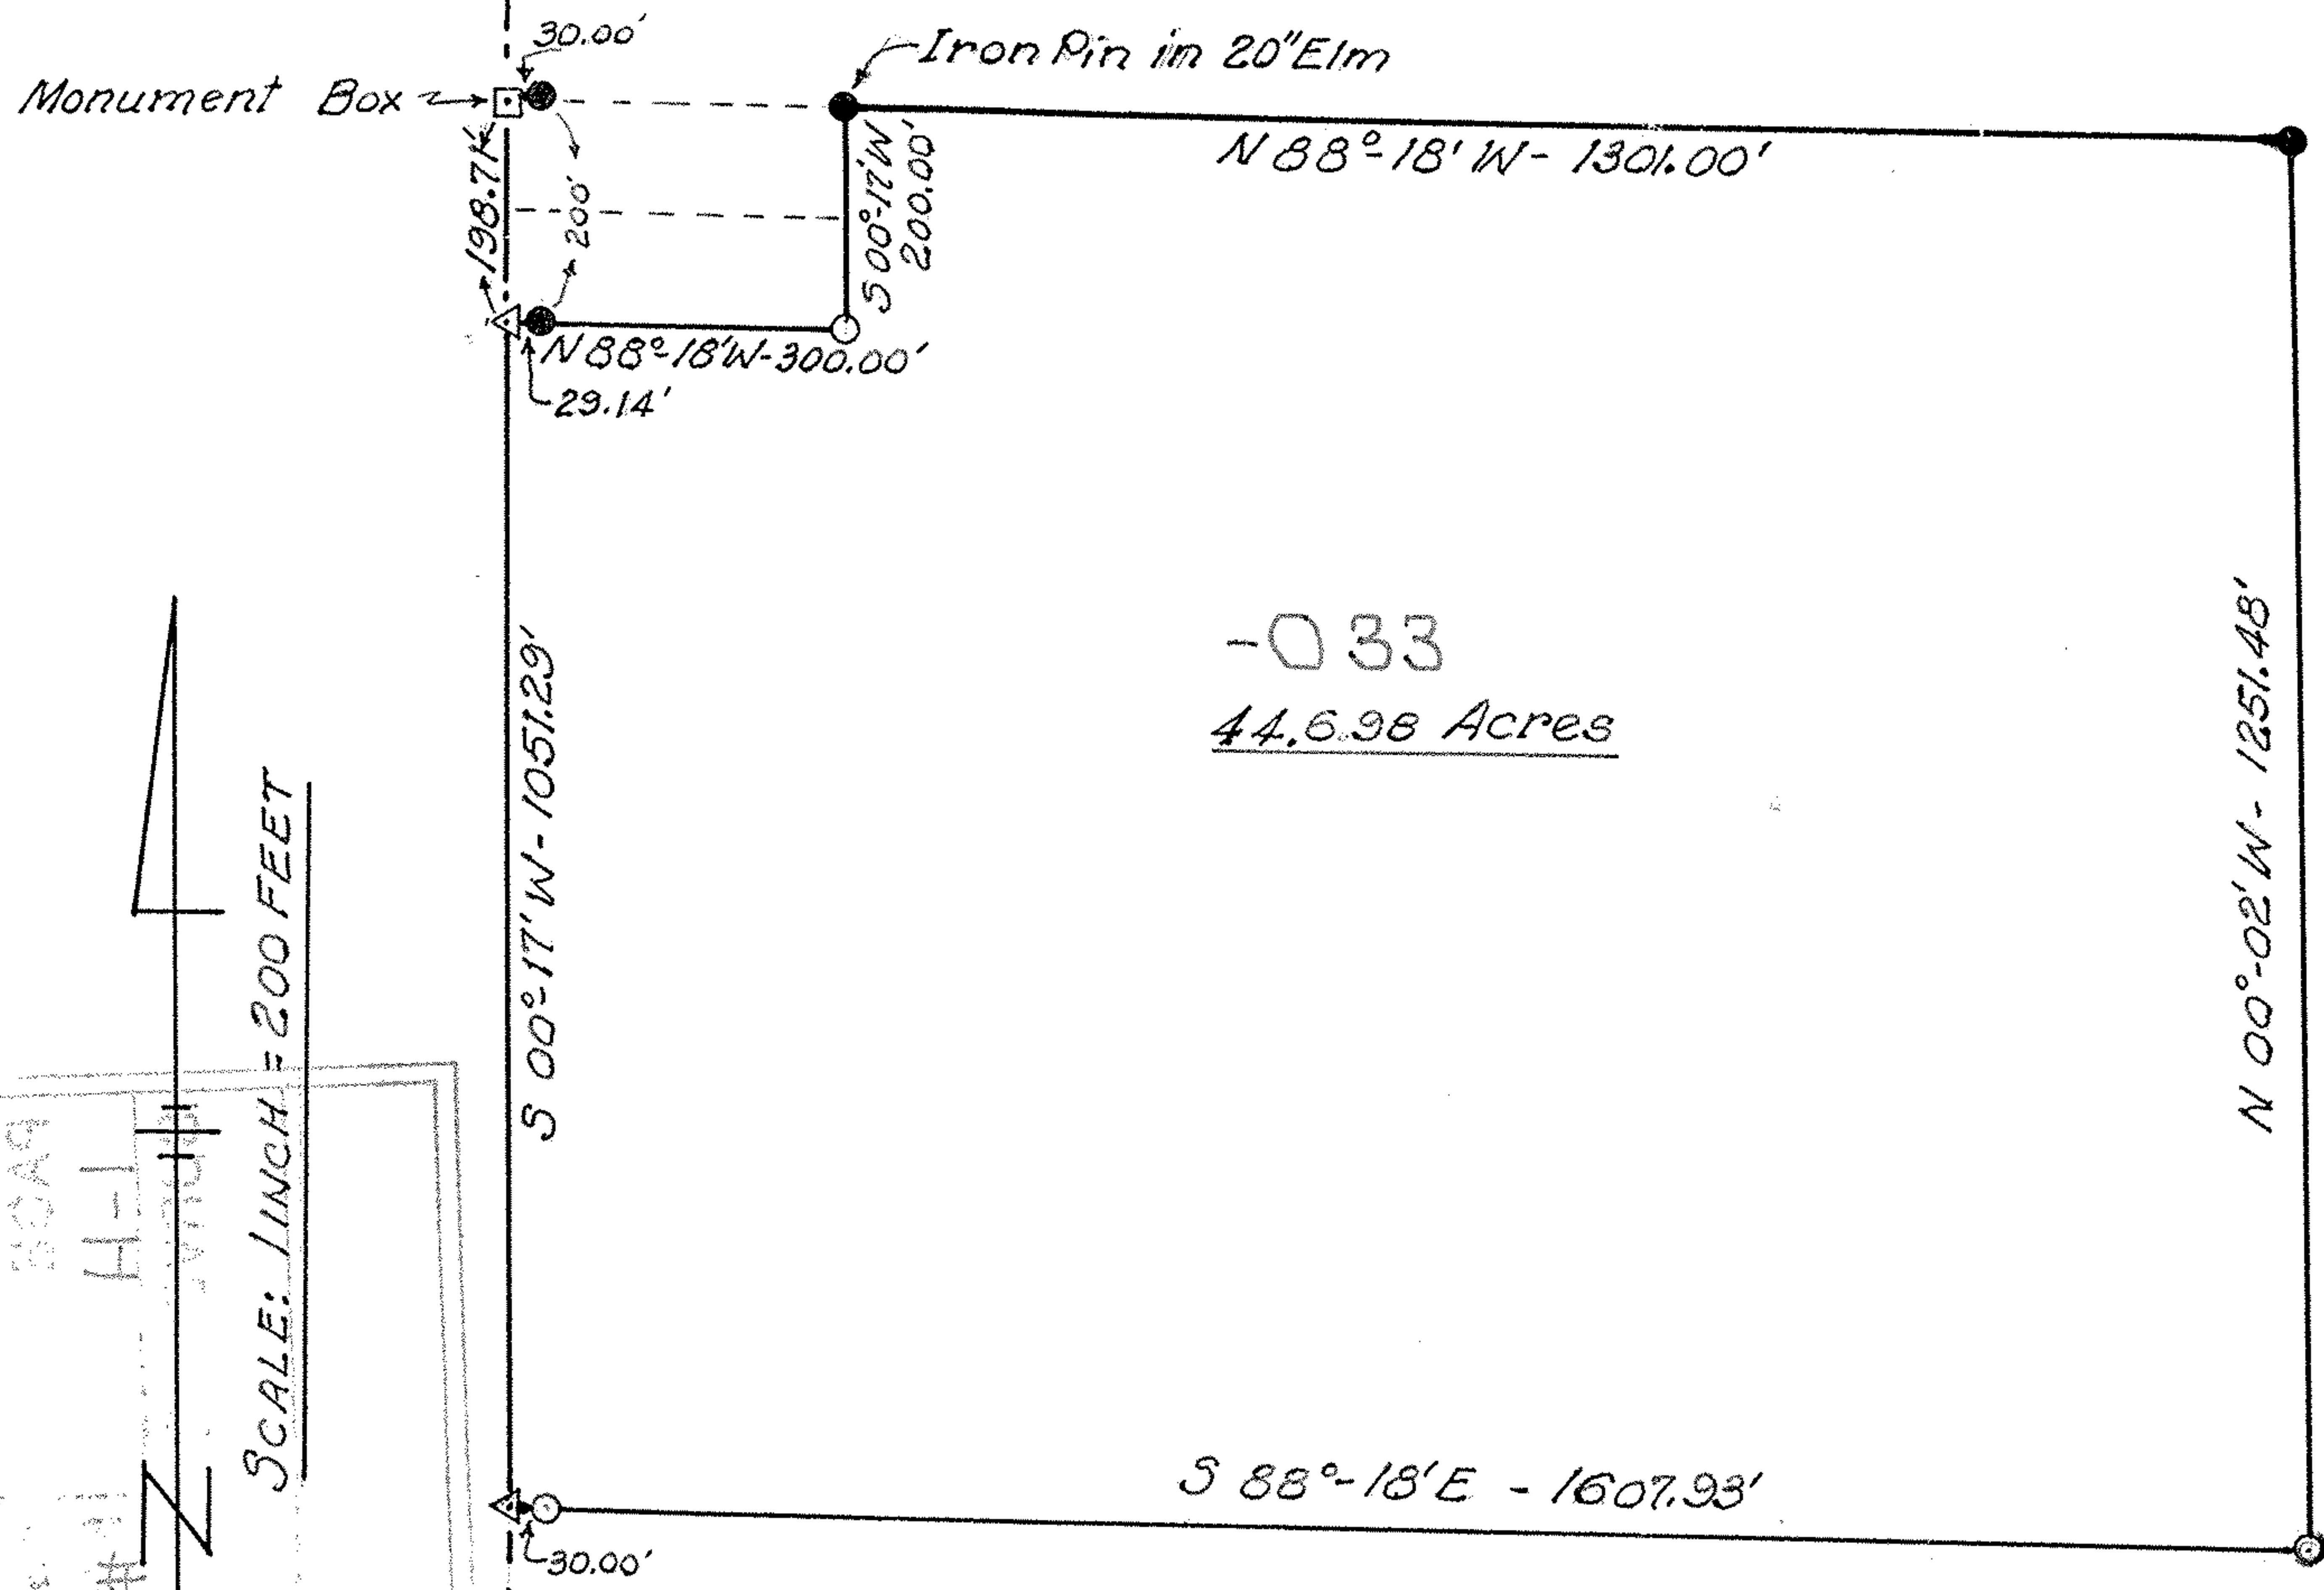 30.00'
Iron Pin in 20" Elm
Monument Box
N 88°-18' W - 1301.00'
198.71'
200'
S 00°-17' W
200.00'
N 88°-18' W - 300.00'
29.14'
-033
44.698 Acres
S 00°-17' W - 1051.29'
N 00°-02' W - 1251.48'
SCALE: 1 INCH = 200 FEET
H-1
N
S 88°-18' E - 1607.93'
30.00'
#